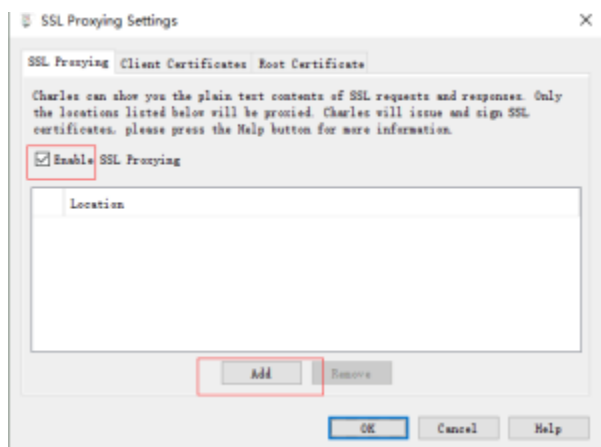 SSL Proxying Settings
SSL Proxying Client Certificates Root Certificate
Charles can show you the plain text contents of SSL requests and responses. Only
the locations listed below will be proxied. Charles will issue and sign SSL
certificates, please press the Help button for more information.
Enable SSL Proxying
Location
Add Remove
OK Cancel Help